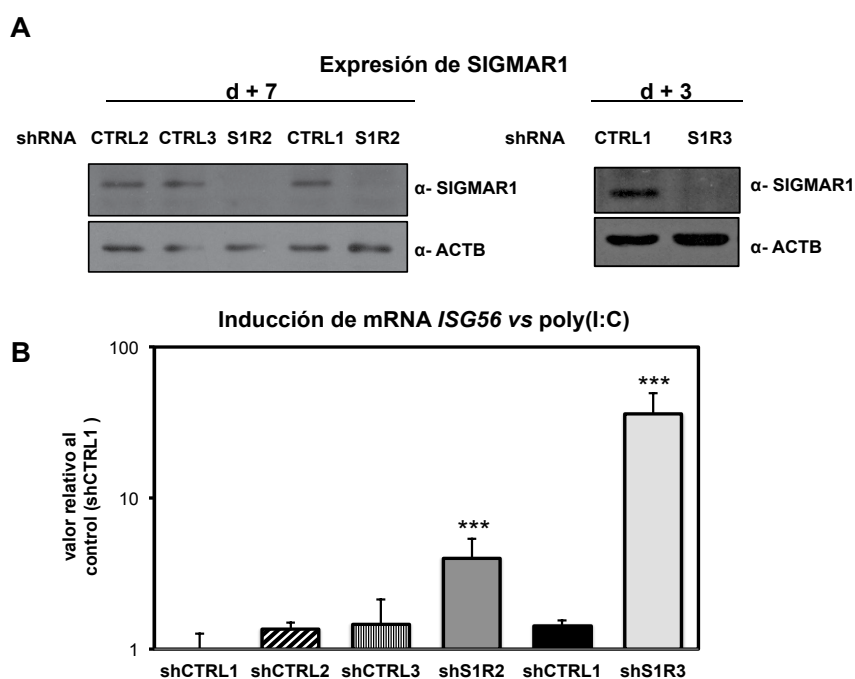 A
Expresión de SIGMAR1
d + 7
d + 3
shRNA CTRL2 CTRL3 S1R2 CTRL1 S1R2
shRNA CTRL1 S1R3
α- SIGMAR1
α- SIGMAR1
α- ACTB
α- ACTB
B
Inducción de mRNA ISG56 vs poly(I:C)
valor relativo al
control (shCTRL1 )
100
10
1
***
***
shCTRL1 shCTRL2 shCTRL3 shS1R2 shCTRL1 shS1R3